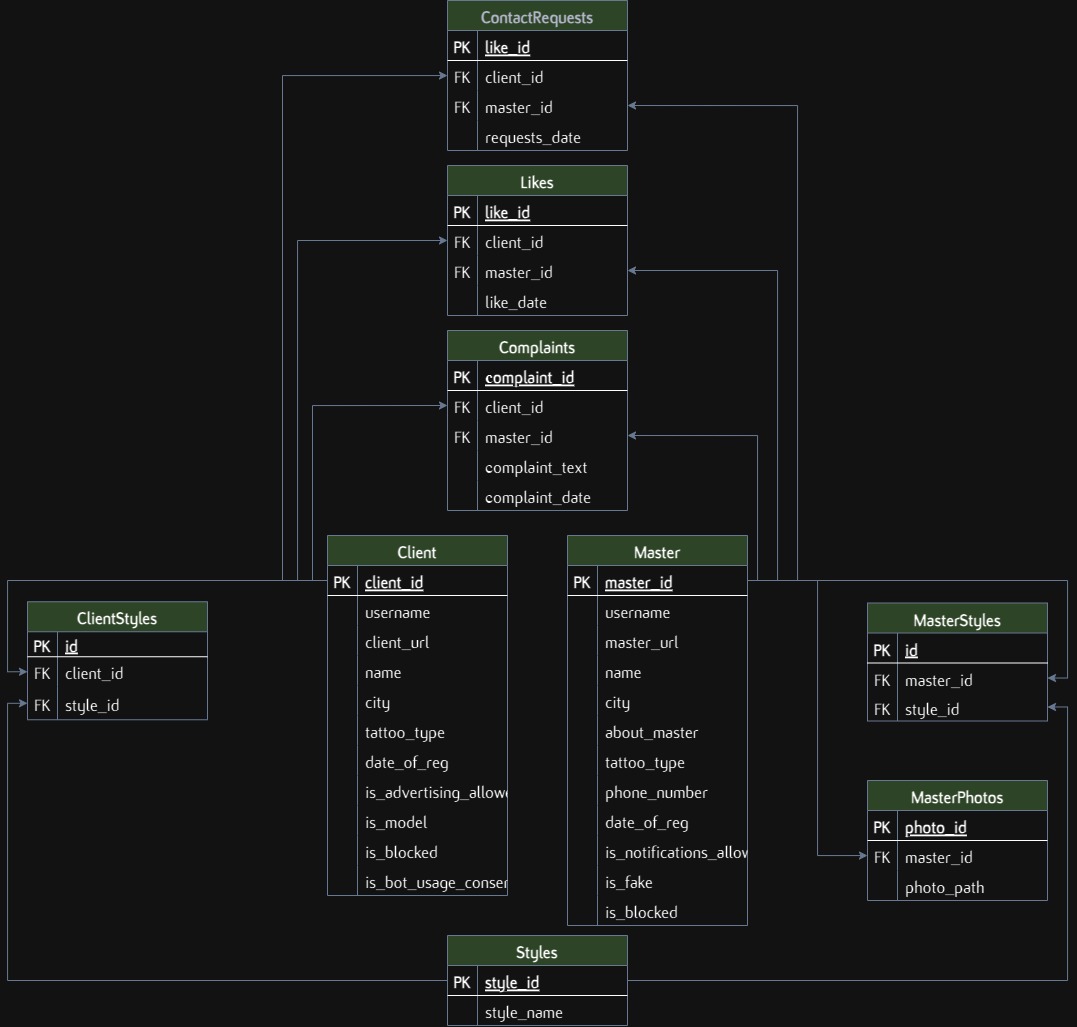 ContactRequests
PK like_id
FK client_id
FK master_id
requests_date
Likes
PK like_id
FK client_id
FK master_id
like_date
Complaints
PK complaint_id
FK client_id
FK master_id
complaint_text
complaint_date
Client
PK client_id
username
client_url
name
city
tattoo_type
date_of_reg
is_advertising_allowe
is_model
is_blocked
is_bot_usage_conser
Master
PK master_id
username
master_url
name
city
about_master
tattoo_type
phone_number
date_of_reg
is_notifications_allov
is_fake
is_blocked
ClientStyles
PK id
FK client_id
FK style_id
MasterStyles
PK id
FK master_id
FK style_id
MasterPhotos
PK photo_id
FK master_id
photo_path
Styles
PK style_id
style_name